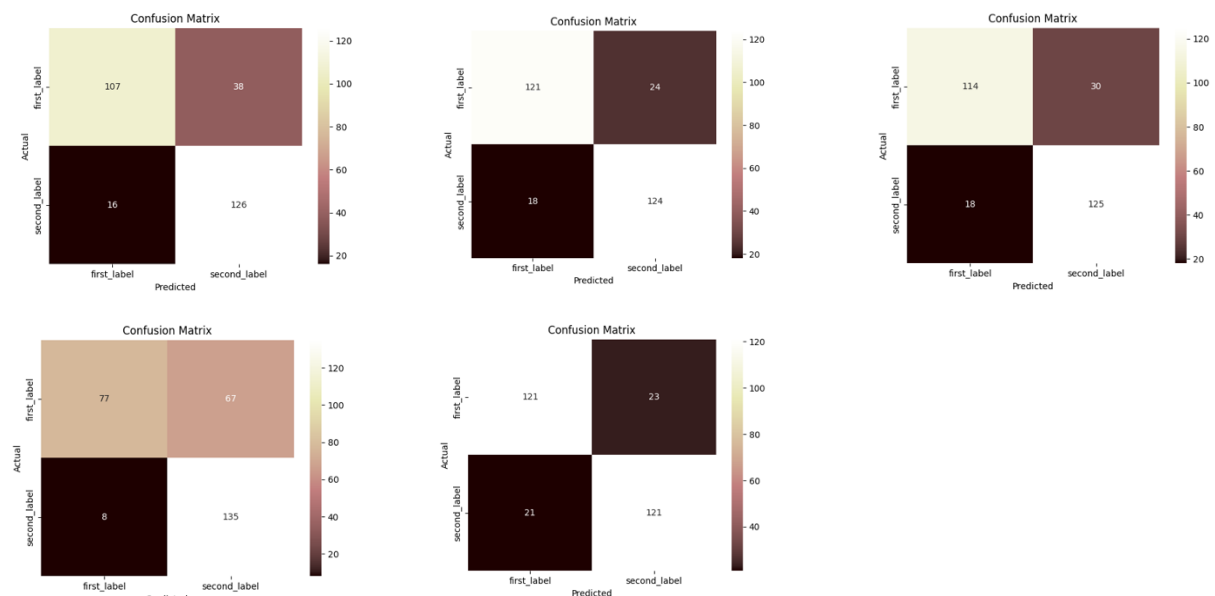 Confusion Matrix
first_label
second_label
Actual
107 38
16 126
first_label second_label
Predicted
120
100
80
60
40
20
Confusion Matrix
first_label
second_label
Actual
121 24
18 124
first_label second_label
Predicted
120
100
80
60
40
20
Confusion Matrix
first_label
second_label
Actual
114 30
18 125
first_label second_label
Predicted
120
100
80
60
40
20
Confusion Matrix
first_label
second_label
Actual
77 67
8 135
first_label second_label
120
100
80
60
40
20
Confusion Matrix
first_label
second_label
Actual
121 23
21 121
first_label second_label
Predicted
120
100
80
60
40